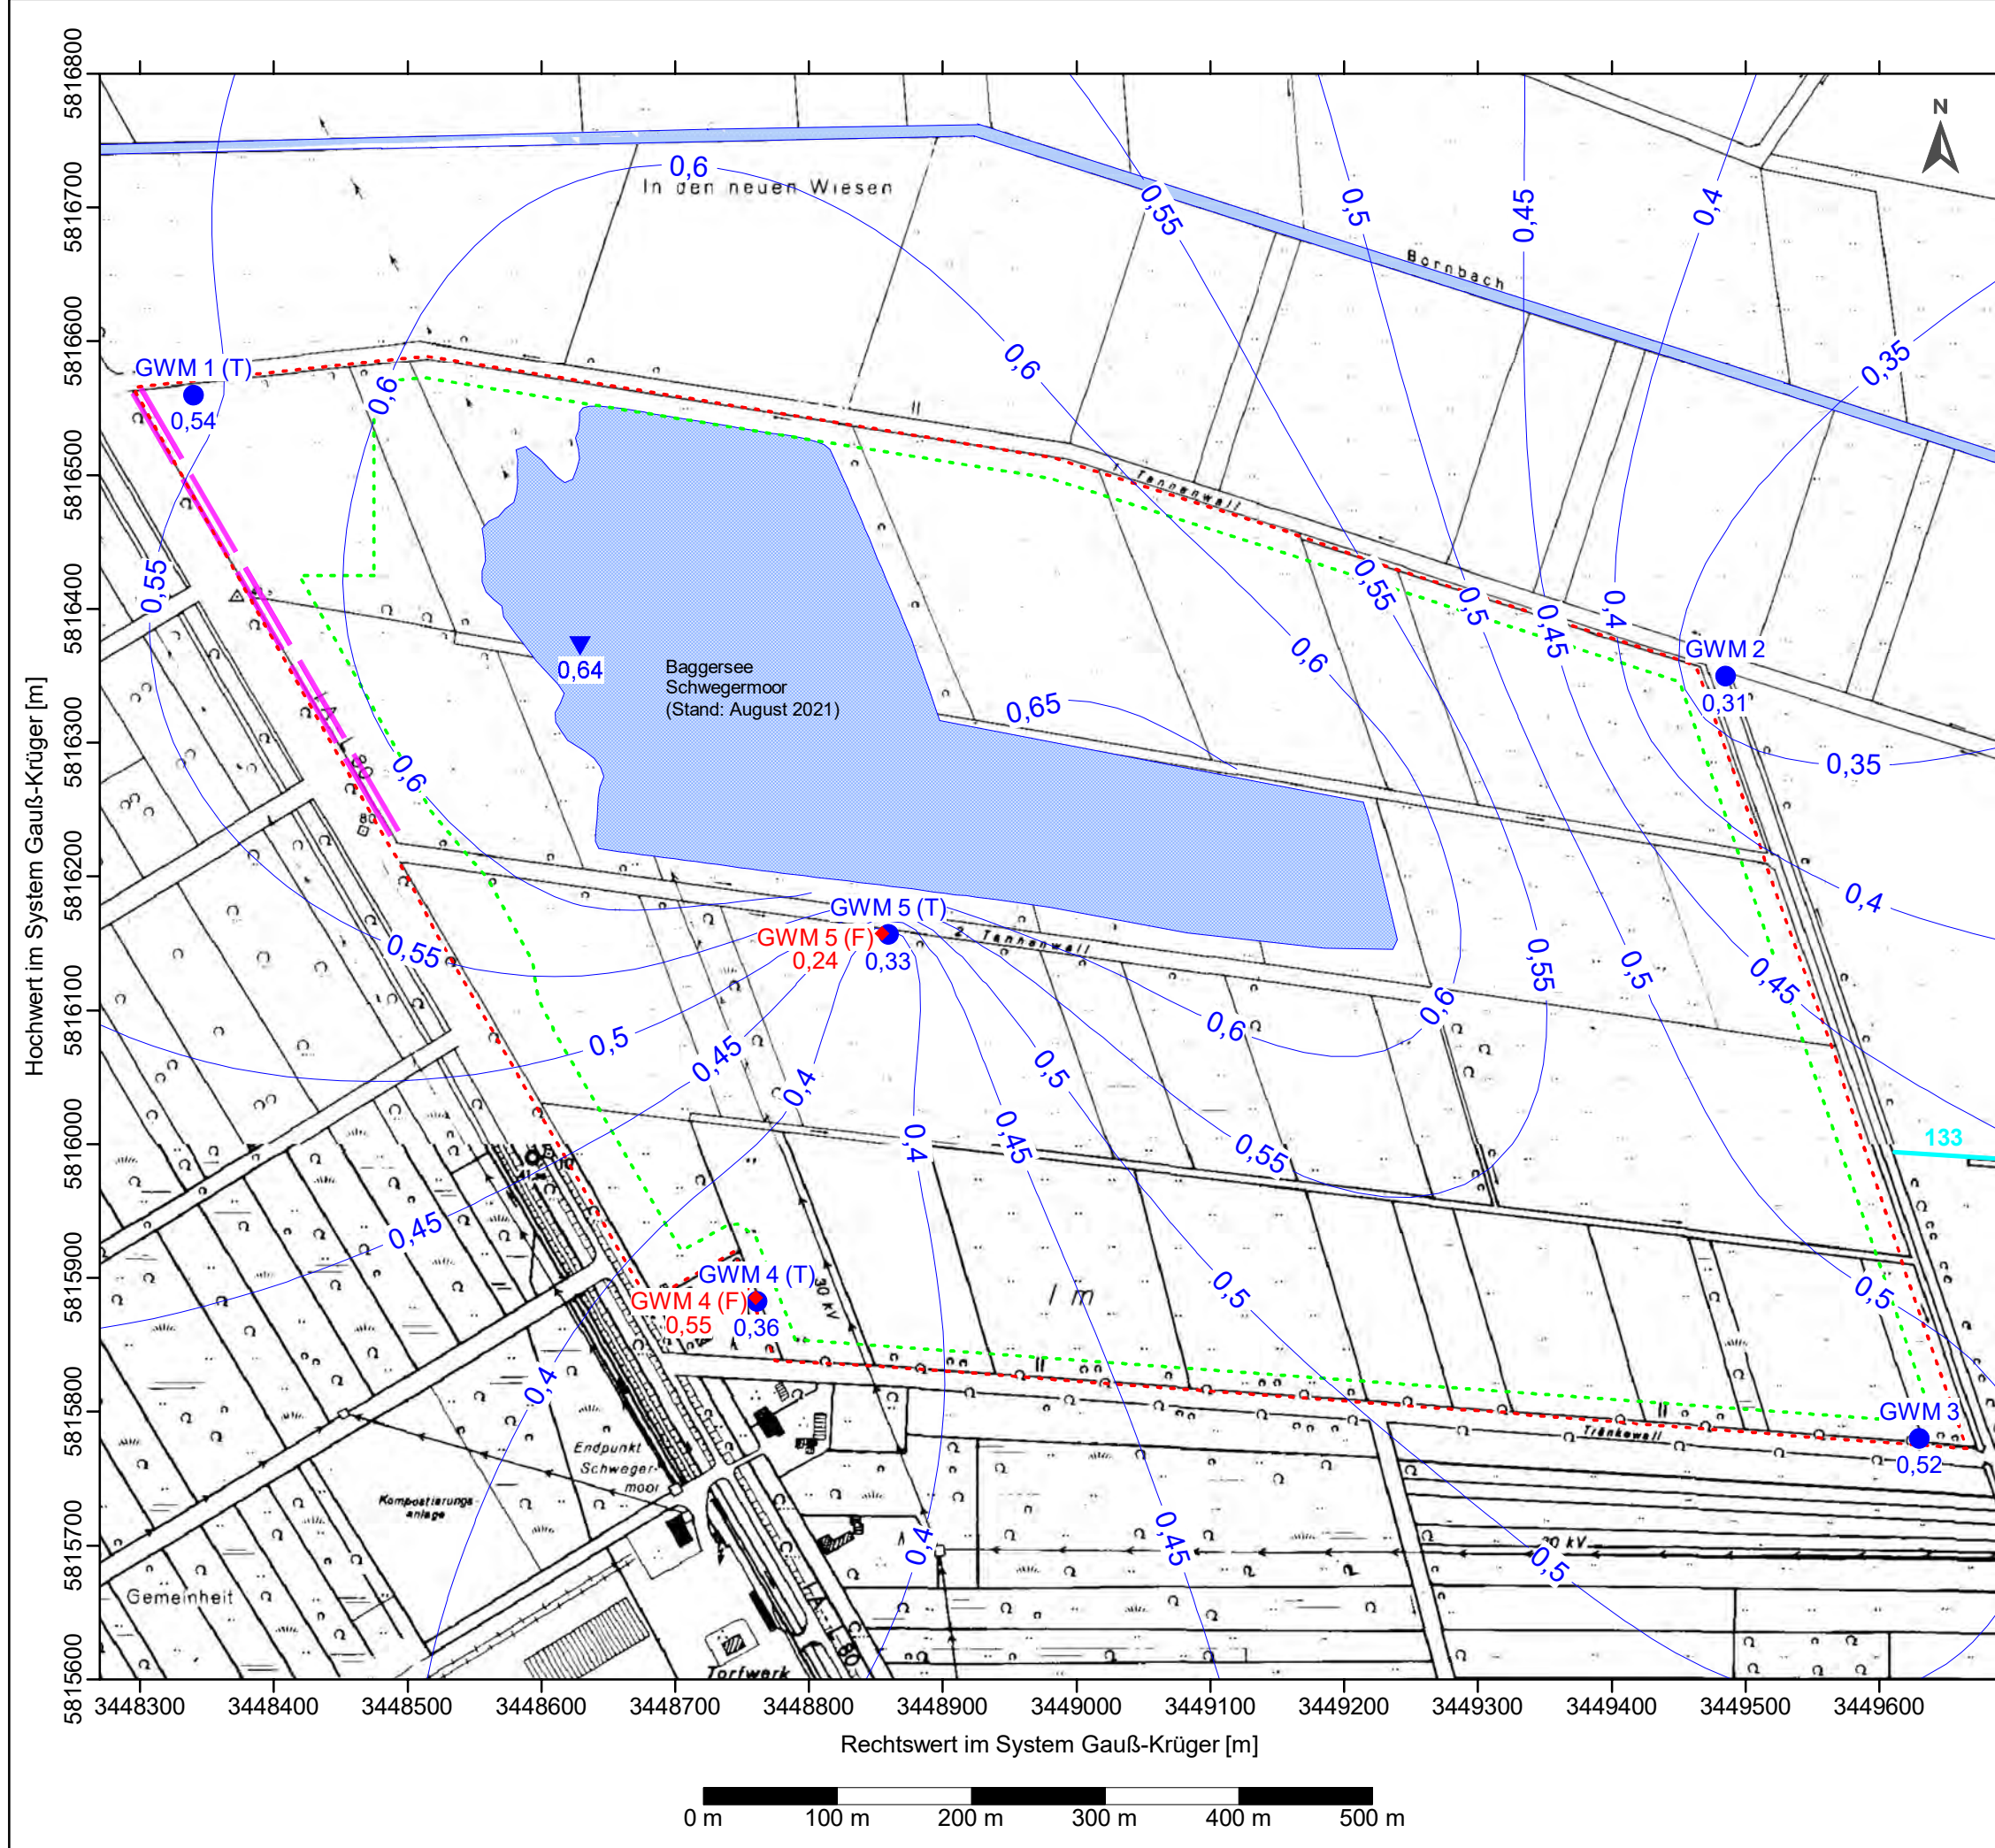 N
5816800
5816700
5816600
5816500
5816400
5816300
5816200
5816100
5816000
5815900
5815800
5815700
5815600
Hochwert im System Gauß-Krüger [m]
0,6
In den neuen Wiesen
0,55
0,5
0,45
0,4
Bornbach
0,35
0,6
GWM 1 (T)
0,54
0,6
1. Tannenwall
0,55
0,55
0,5
0,45
0,4
0,6
GWM 2
0,31
0,64
Baggersee
Schwegermoor
(Stand: August 2021)
0,65
0,35
0,6
80
0,4
GWM 5 (T)
GWM 5 (F)
0,24
0,33
2. Tannenwall
0,55
0,55
0,5
0,45
0,6
0,6
0,5
0,45
0,4
0,5
0,4
0,45
0,55
133
0,45
GWM 4 (T)
GWM 4 (F)
0,55
0,36
30 kV
I m
0,5
0,5
0,4
GWM 3
0,52
Tränkewall
Endpunkt
Schweger-
moor
Kompostierungs-
anlage
0,4
0,45
0,5
Gemeinheit
80
Torfwerk
3448300
3448400
3448500
3448600
3448700
3448800
3448900
3449000
3449100
3449200
3449300
3449400
3449500
3449600
Rechtswert im System Gauß-Krüger [m]
0 m
100 m
200 m
300 m
400 m
500 m